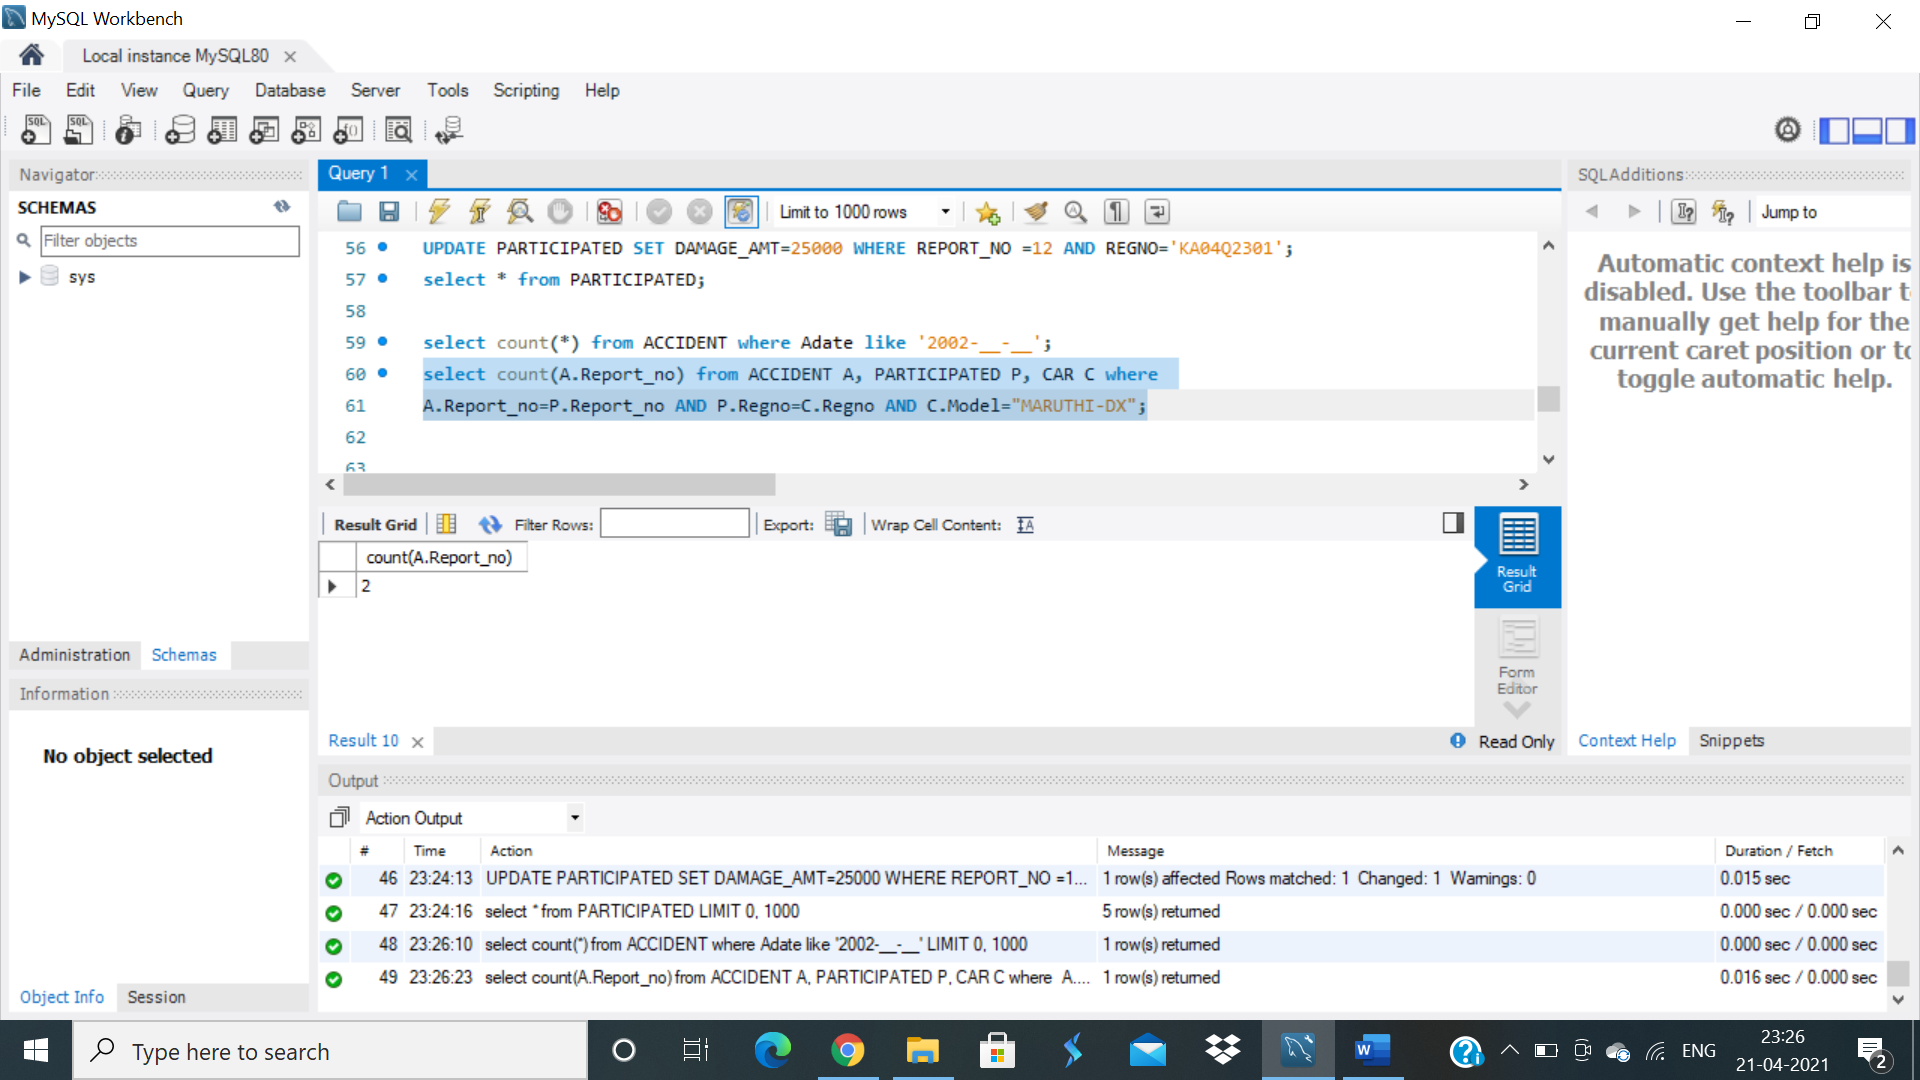 MySQL Workbench
Local instance MySQL80
File Edit View Query Database Server Tools Scripting Help
Navigator
SCHEMAS
Filter objects
sys
Administration Schemas
Information
No object selected
Object Info Session
Query 1
Limit to 1000 rows
56 UPDATE PARTICIPATED SET DAMAGE_AMT=25000 WHERE REPORT_NO =12 AND REGNO='KA04Q2301';
57 select * from PARTICIPATED;
58
59 select count(*) from ACCIDENT where Adate like '2002-__-__';
60 select count(A.Report_no) from ACCIDENT A, PARTICIPATED P, CAR C where
61 A.Report_no=P.Report_no AND P.Regno=C.Regno AND C.Model="MARUTHI-DX";
62
63
Result Grid Filter Rows: Export: Wrap Cell Content:
count(A.Report_no)
2
Result Grid
Form Editor
Result 10
Read Only
SQLAdditions
Jump to
Automatic context help is
disabled. Use the toolbar t
manually get help for the
current caret position or to
toggle automatic help.
Context Help Snippets
Output
Action Output
# Time Action Message Duration / Fetch
46 23:24:13 UPDATE PARTICIPATED SET DAMAGE_AMT=25000 WHERE REPORT_NO =1... 1 row(s) affected Rows matched: 1 Changed: 1 Warnings: 0 0.015 sec
47 23:24:16 select * from PARTICIPATED LIMIT 0, 1000 5 row(s) returned 0.000 sec / 0.000 sec
48 23:26:10 select count(*) from ACCIDENT where Adate like '2002-__-__' LIMIT 0, 1000 1 row(s) returned 0.000 sec / 0.000 sec
49 23:26:23 select count(A.Report_no) from ACCIDENT A, PARTICIPATED P, CAR C where A.... 1 row(s) returned 0.016 sec / 0.000 sec
Type here to search
ENG
23:26
21-04-2021
2